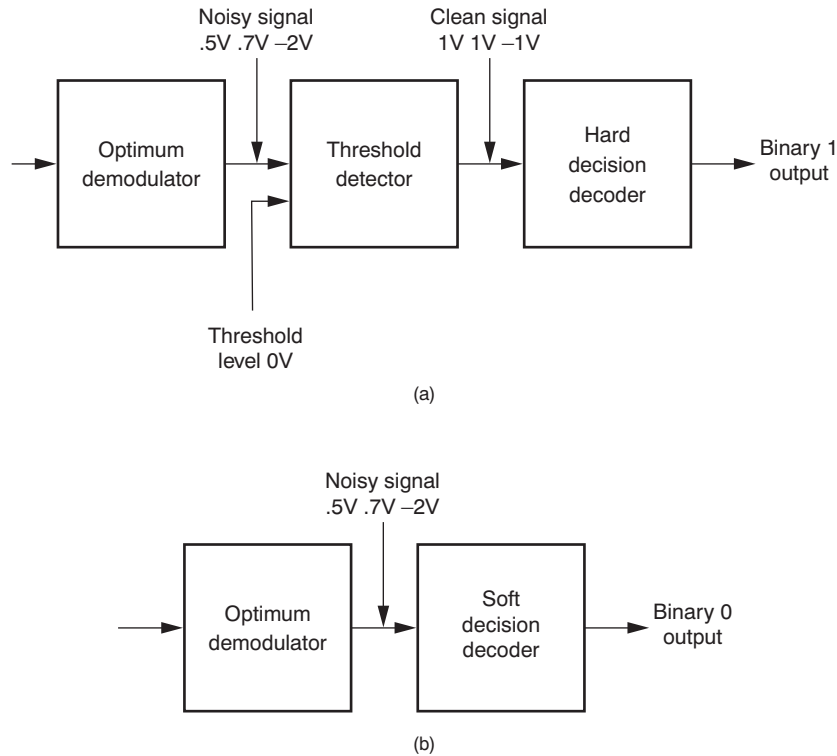 Noisy signal
.5V .7V –2V
Clean signal
1V 1V –1V
Optimum
demodulator
Threshold
detector
Hard
decision
decoder
Binary 1
output
Threshold
level 0V
(a)
Noisy signal
.5V .7V –2V
Optimum
demodulator
Soft
decision
decoder
Binary 0
output
(b)